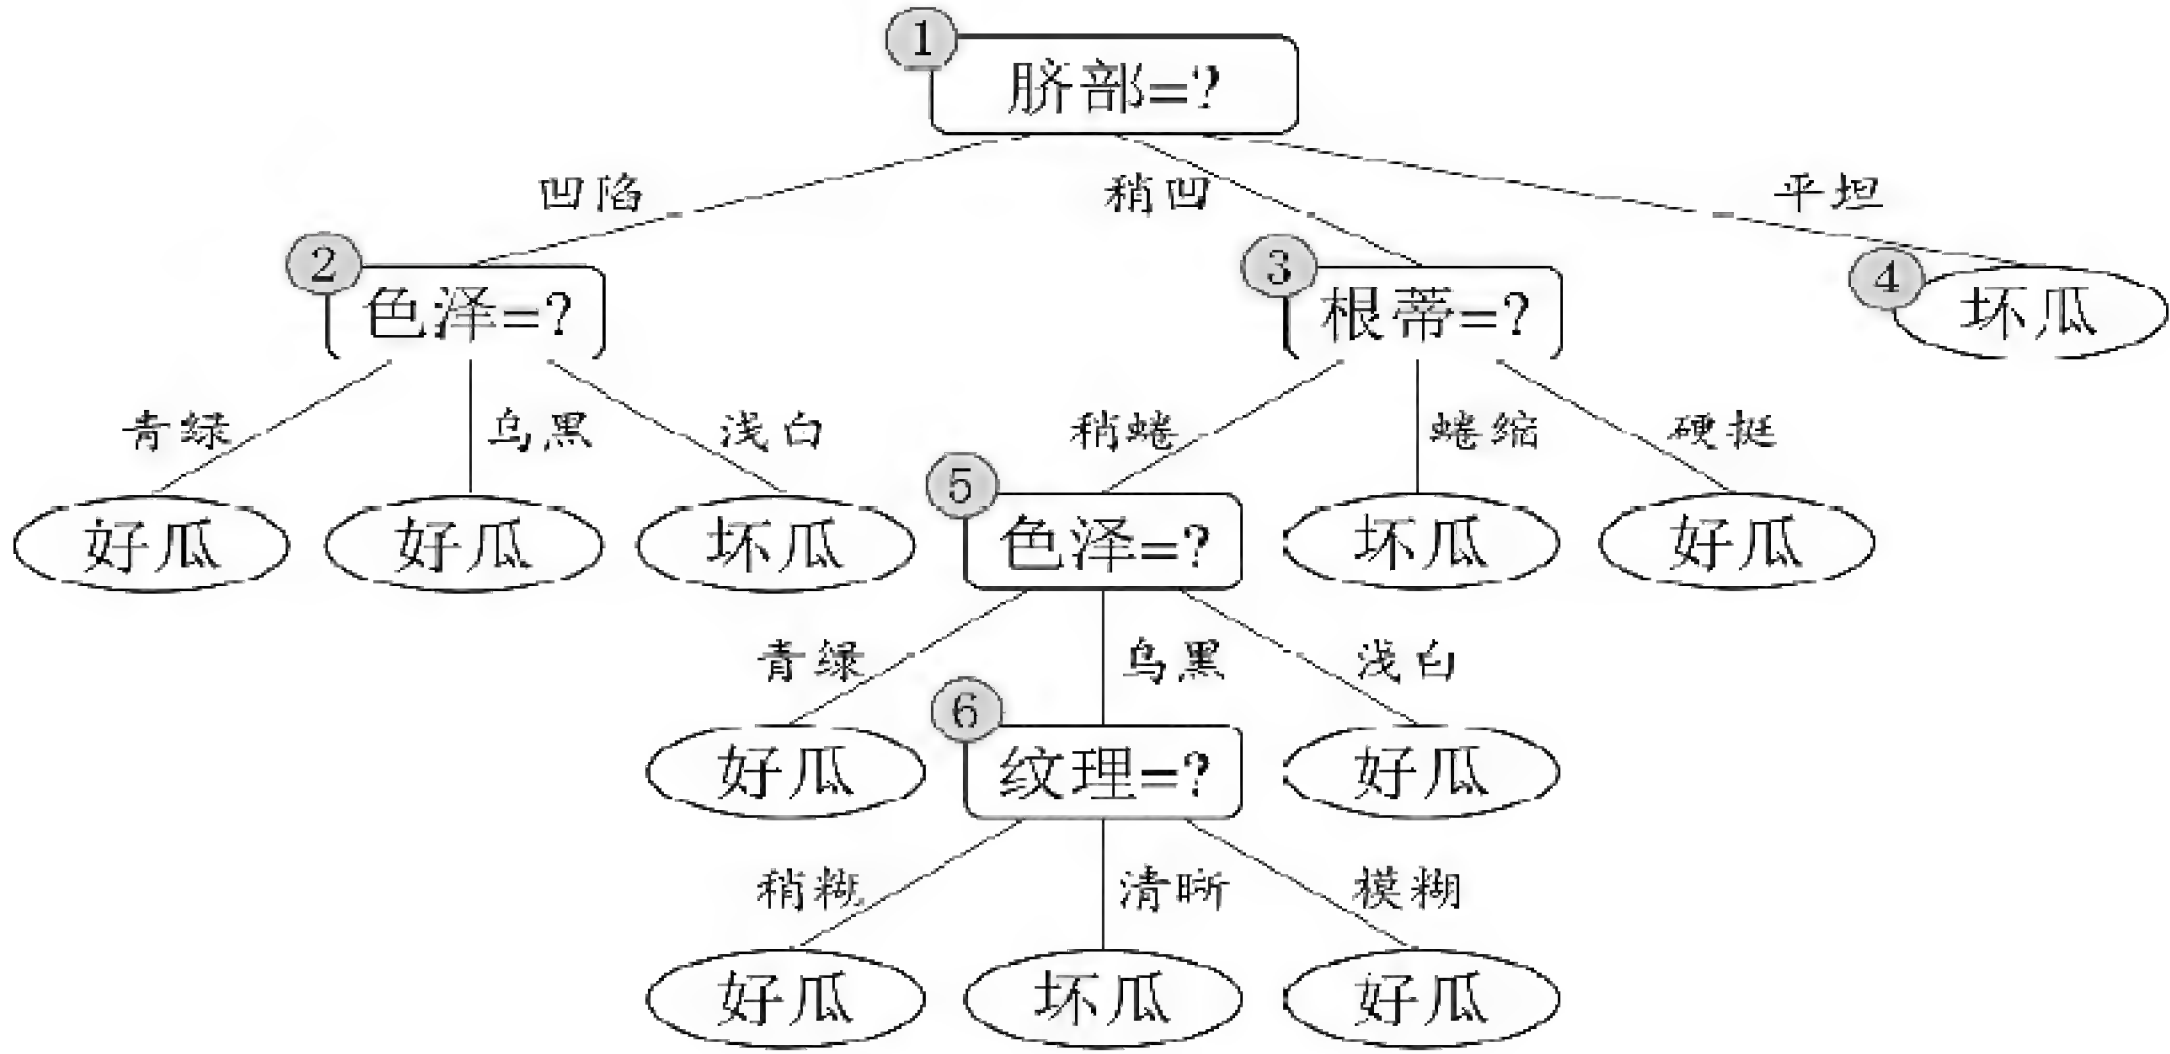 ①
脐部=?
凹陷 稍凹 平坦
② ③ ④
色泽=? 根蒂=? 坏瓜
青绿 乌黑 浅白 稍蜷 蜷缩 硬挺
⑤
好瓜 好瓜 坏瓜 色泽=? 坏瓜 好瓜
青绿 乌黑 浅白
⑥
好瓜 纹理=? 好瓜
稍糊 清晰 模糊
好瓜 坏瓜 好瓜